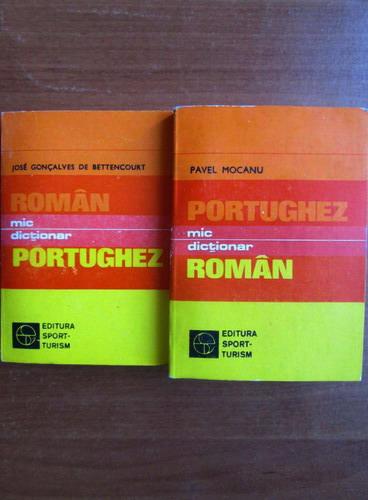 JOSÉ GONÇALVES DE BETTENCOURT
ROMÂN
mic
dicționar
PORTUGHEZ
EDITURA
SPORT-
TURISM
PAVEL MOCANU
PORTUGHEZ
mic
dicționar
ROMÂN
EDITURA
SPORT-
TURISM